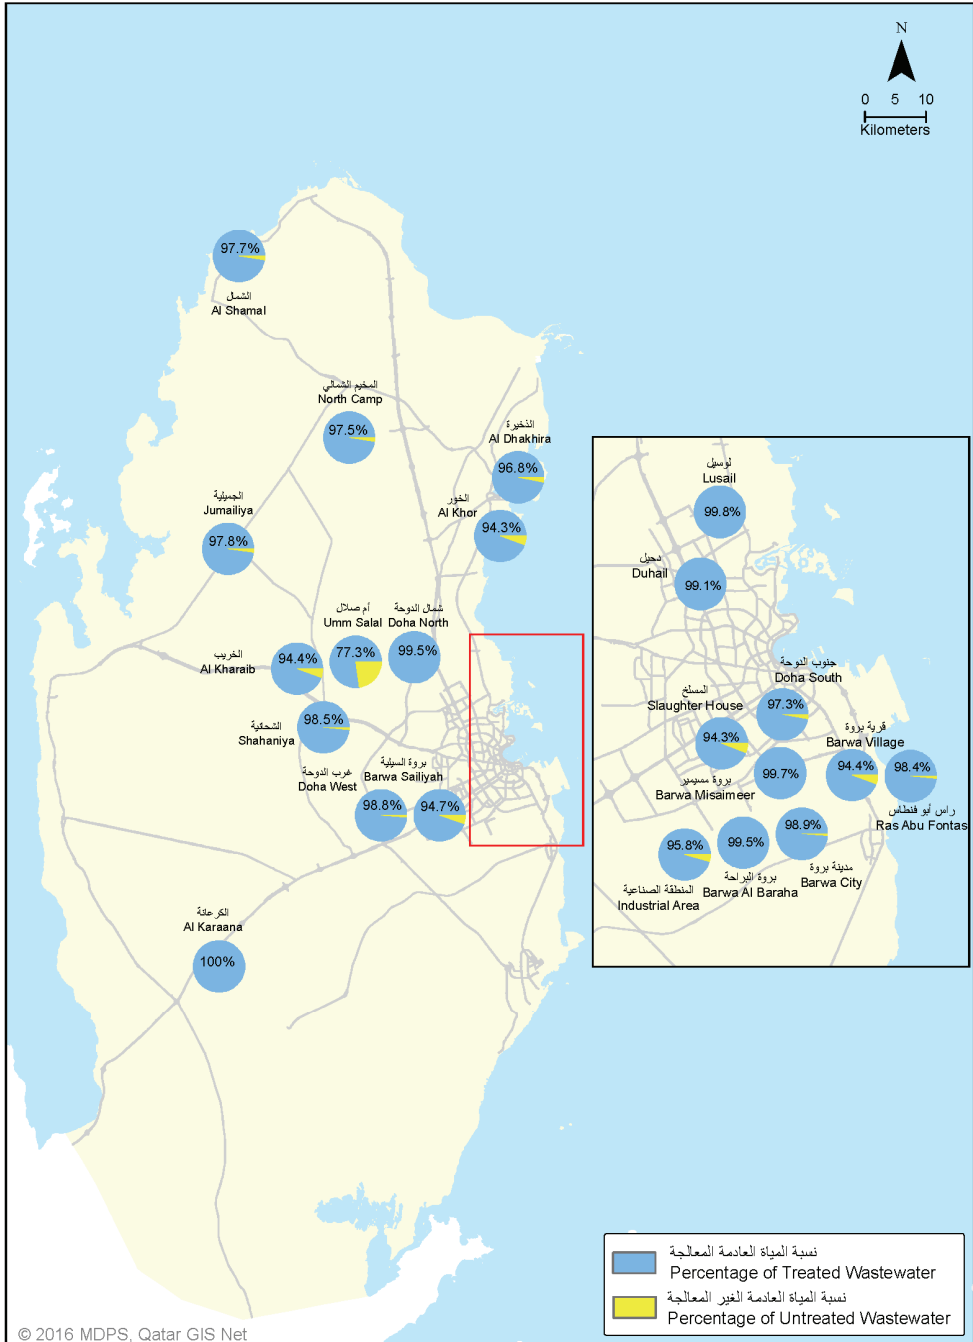 N
0 5 10
Kilometers
97.7%
الشمال
Al Shamal
المخيم الشمالي
North Camp
97.5%
الذخيرة
Al Dhakhira
96.8%
الخور
Al Khor
94.3%
الجميلية
Jumailiya
97.8%
أم صلال
Umm Salal
77.3%
شمال الدوحة
Doha North
99.5%
الخريب
Al Kharaib
94.4%
98.5%
الشحانية
Shahaniya
غرب الدوحة
Doha West
98.8%
بروة السيلية
Barwa Sailiyah
94.7%
الكرعانة
Al Karaana
100%
لوسيل
Lusail
99.8%
دحيل
Duhail
99.1%
جنوب الدوحة
Doha South
97.3%
المسلخ
Slaughter House
94.3%
قرية بروة
Barwa Village
94.4%
98.4%
راس أبو فنطاس
Ras Abu Fontas
99.7%
بروة مسيمير
Barwa Misaimeer
98.9%
مدينة بروة
Barwa City
99.5%
بروة البراحة
Barwa Al Baraha
95.8%
المنطقة الصناعية
Industrial Area
نسبة المياة العادمة المعالجة
Percentage of Treated Wastewater
نسبة المياة العادمة الغير المعالجة
Percentage of Untreated Wastewater
© 2016 MDPS, Qatar GIS Net